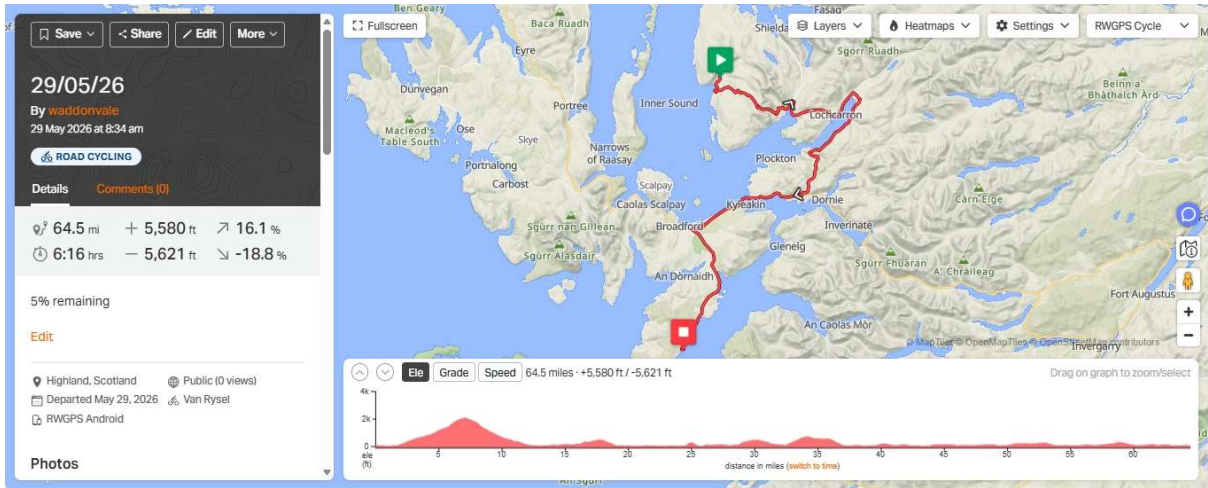 Save
Share
Edit
More
29/05/26
By waddonvale
29 May 2026 at 8:34 am
ROAD CYCLING
Details
Comments (0)
64.5 mi
+ 5,580 ft
16.1 %
6:16 hrs
— 5,621 ft
-18.8 %
5% remaining
Edit
Highland, Scotland
Public (0 views)
Departed May 29, 2026
Van Rysel
RWGPS Android
Photos
Fullscreen
Layers
Heatmaps
Settings
RWGPS Cycle
Ben Geary
Baca Ruadh
Fasag
Sgorr Ruadh
Eyre
Dunvegan
Beinn a'
Bhàthaich Àrd
Portree
Inner Sound
Lochcarron
Macleod's
Table South
Ose
Skye
Narrows
of Raasay
Portnalong
Plockton
Carbost
Scalpay
Caolas Scalpay
Kyleakin
Dornie
Càrn Eige
Sgùrr nan Gillean
Broadford
Inverinate
Glenelg
Sgùrr Alasdair
Sgùrr Fhuaran
A' Chràileag
An Dòrnaidh
Fort Augustus
An Caolas Mòr
© MapTiler © OpenMapTiles © OpenStreetMap contributors
Invergarry
Ele
Grade
Speed
64.5 miles · +5,580 ft / -5,621 ft
Drag on graph to zoom/select
4k
2k
0
ele
(ft)
5
10
15
20
25
30
35
40
45
50
55
60
distance in miles (switch to time)
An Sgùrr